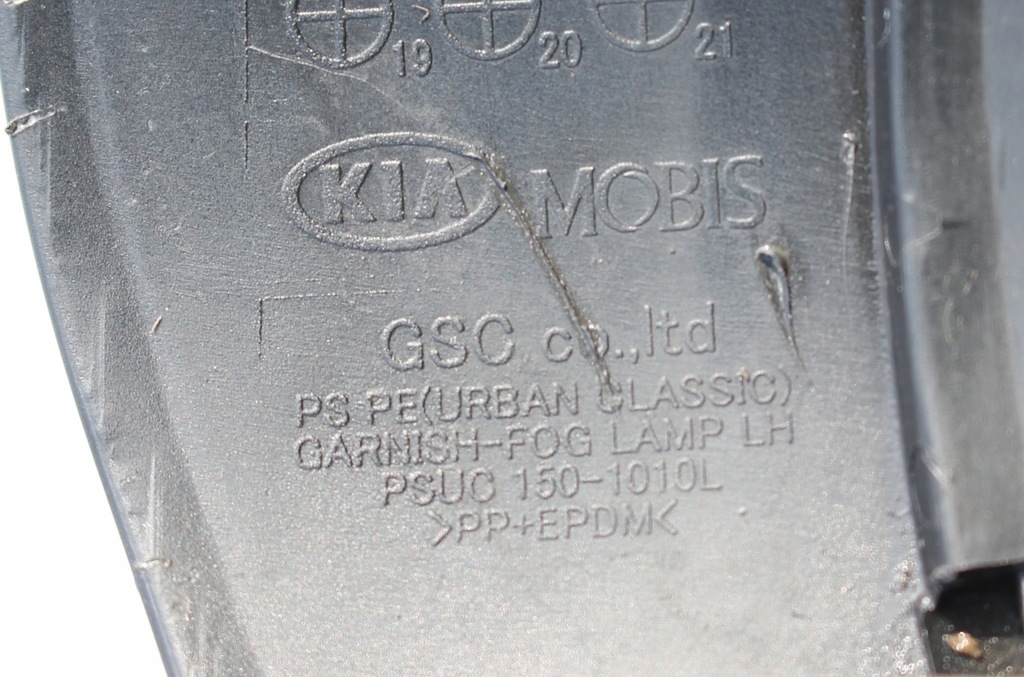 19 20 21
KIA MOBIS
GSC co.,ltd
PS PE(URBAN CLASSIC)
GARNISH-FOG LAMP LH
PSUC 150-1010L
>PP+EPDM<